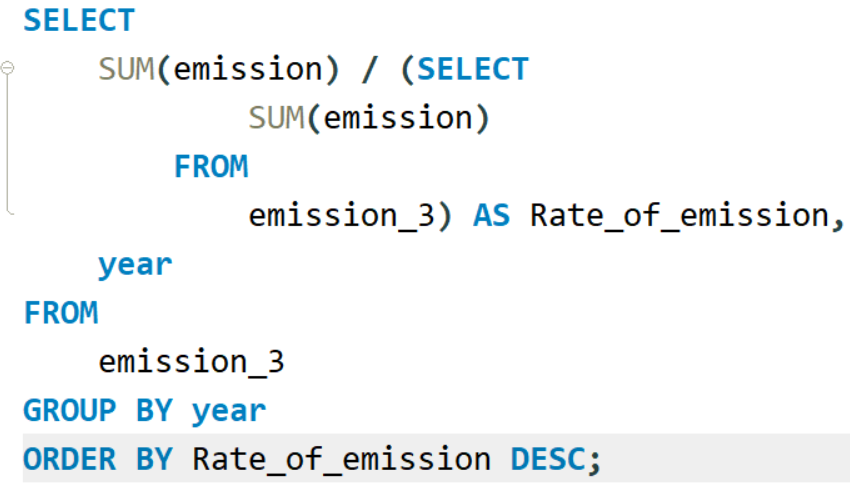 SELECT
    SUM(emission) / (SELECT
            SUM(emission)
        FROM
            emission_3) AS Rate_of_emission,
    year
FROM
    emission_3
GROUP BY year
ORDER BY Rate_of_emission DESC;